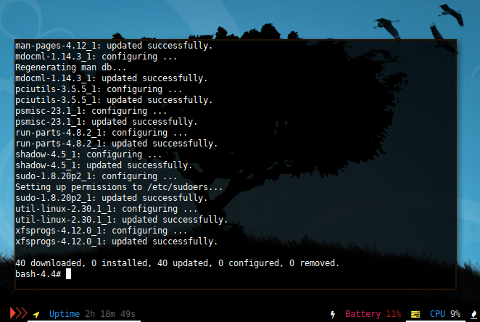 man-pages-4.12_1: updated successfully.
mdocml-1.14.3_1: configuring ...
Regenerating man db...
mdocml-1.14.3_1: updated successfully.
pciutils-3.5.5_1: configuring ...
pciutils-3.5.5_1: updated successfully.
psmisc-23.1_1: configuring ...
psmisc-23.1_1: updated successfully.
run-parts-4.8.2_1: configuring ...
run-parts-4.8.2_1: updated successfully.
shadow-4.5_1: configuring ...
shadow-4.5_1: updated successfully.
sudo-1.8.20p2_1: configuring ...
Setting up permissions to /etc/sudoers...
sudo-1.8.20p2_1: updated successfully.
util-linux-2.30.1_1: configuring ...
util-linux-2.30.1_1: updated successfully.
xfsprogs-4.12.0_1: configuring ...
xfsprogs-4.12.0_1: updated successfully.
40 downloaded, 0 installed, 40 updated, 0 configured, 0 removed.
bash-4.4#
Uptime 2h 18m 49s Battery 11% CPU 9%